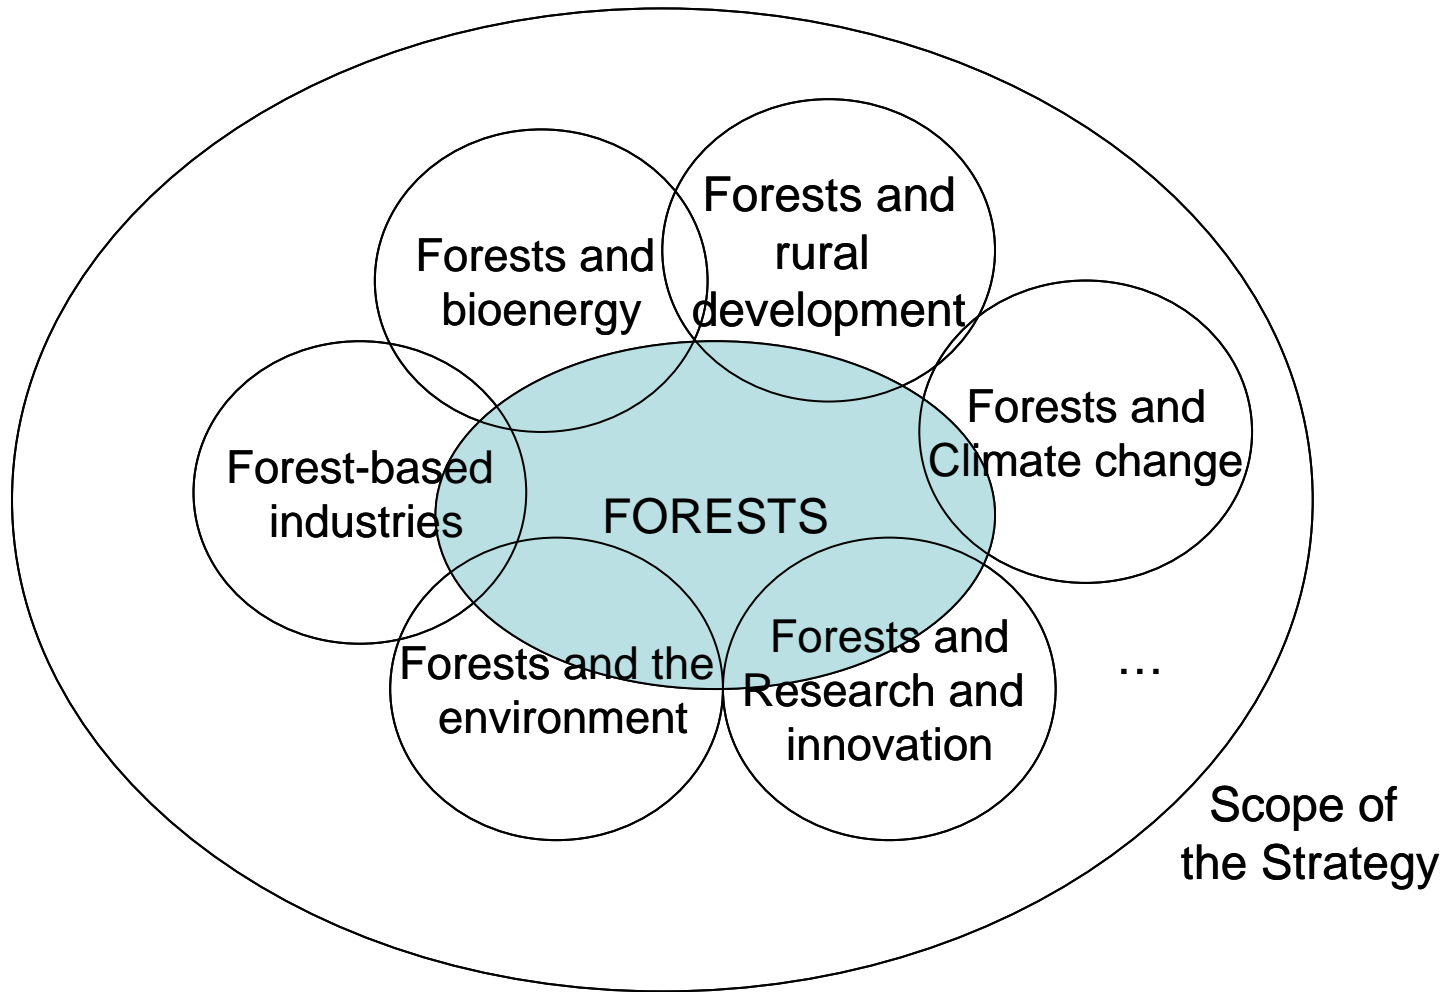 Forests and
rural
development
Forests and
bioenergy
Forests and
Climate change
Forest-based
industries
FORESTS
Forests and the
environment
Forests and
Research and
innovation
...
Scope of
the Strategy